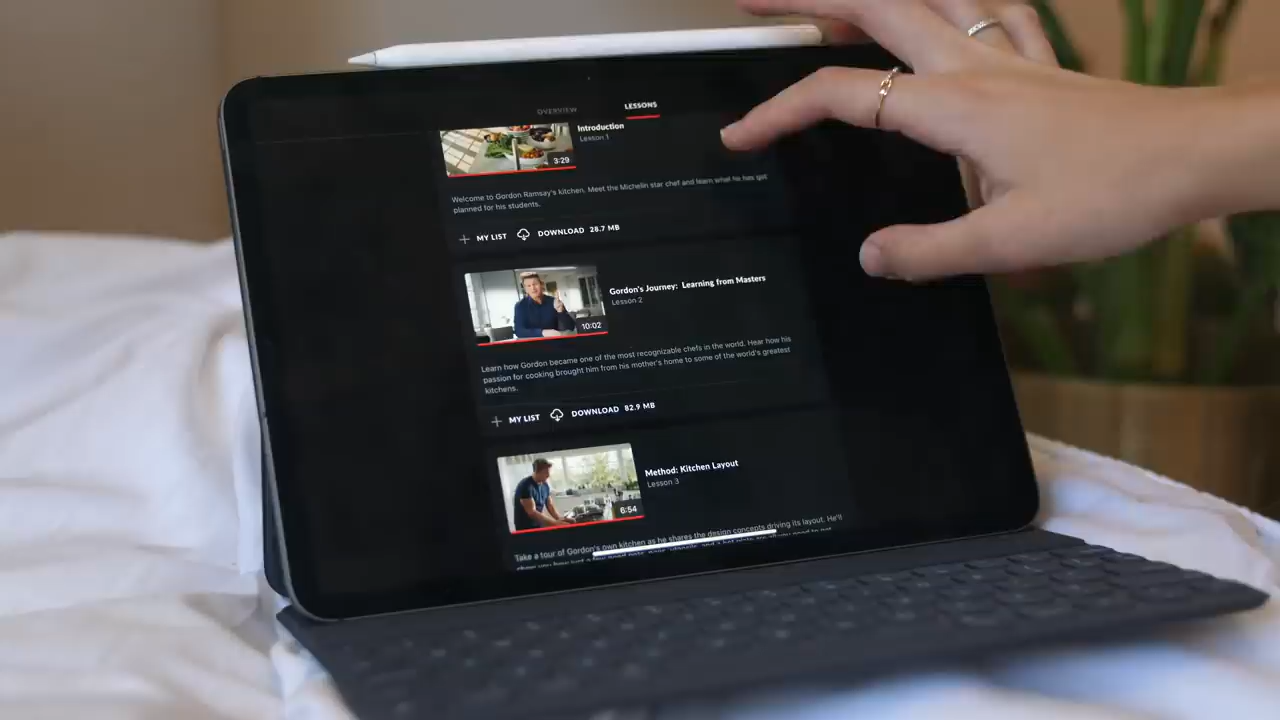 OVERVIEW
LESSONS
Introduction
Lesson 1
3:29
Welcome to Gordon Ramsay's kitchen. Meet the Michelin star chef and learn what he has got
planned for his students.
MY LIST
DOWNLOAD 28.7 MB
Gordon's Journey: Learning from Masters
Lesson 2
10:02
Learn how Gordon became one of the most recognizable chefs in the world. Hear how his
passion for cooking brought him from his mother's home to some of the world's greatest
kitchens.
MY LIST
DOWNLOAD 82.9 MB
Method: Kitchen Layout
Lesson 3
6:54
Take a tour of Gordon's own kitchen as he shares the design concepts driving its layout. He'll